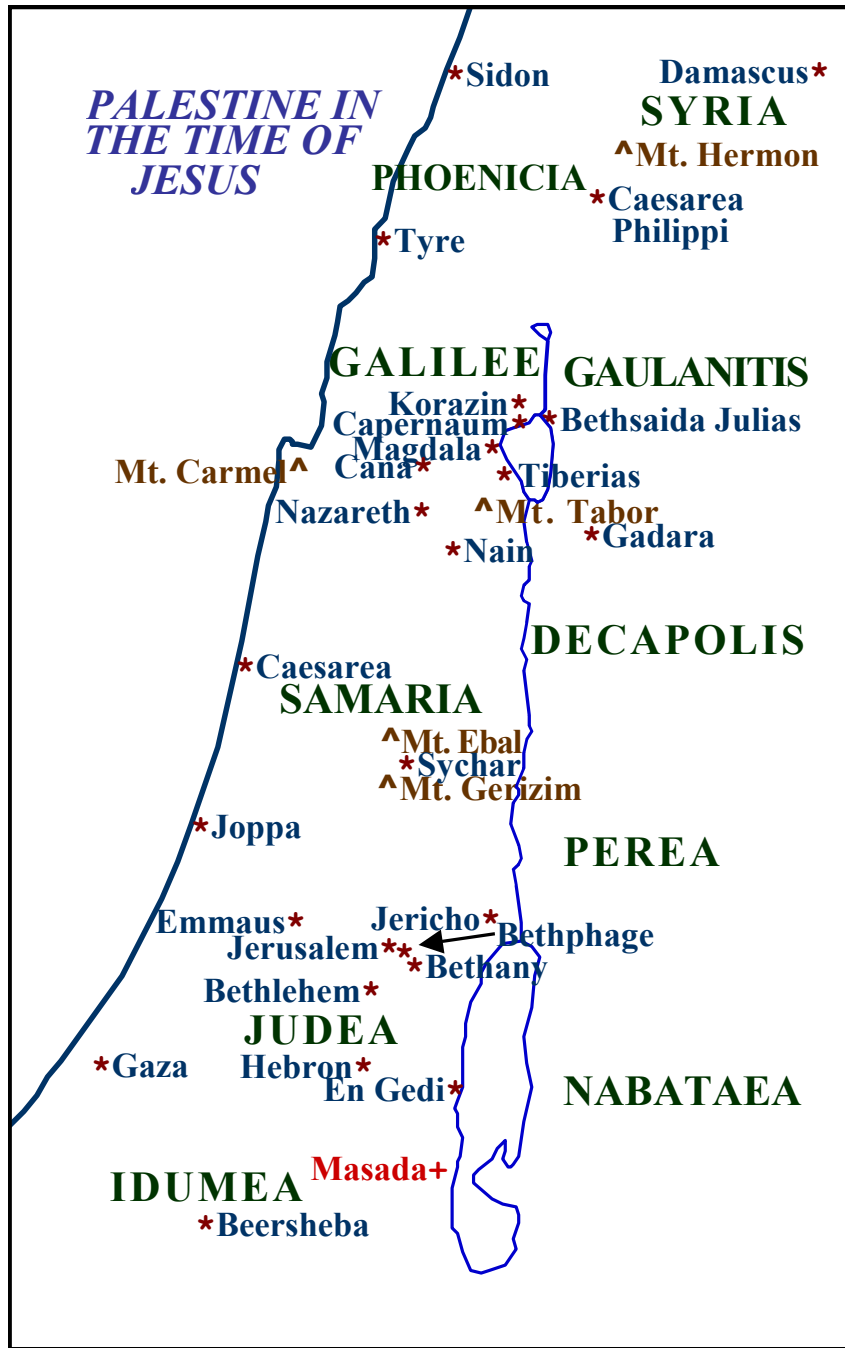 PALESTINE IN
THE TIME OF
JESUS
*Sidon
Damascus*
SYRIA
^Mt. Hermon
PHOENICIA
*Caesarea
Philippi
*Tyre
GALILEE
GAULANITIS
Korazin*
Capernaum*
*Bethsaida Julias
Magdala*
Mt. Carmel^
Cana*
*Tiberias
Nazareth*
^Mt. Tabor
*Gadara
*Nain
DECAPOLIS
*Caesarea
SAMARIA
^Mt. Ebal
*Sychar
^Mt. Gerizim
*Joppa
PEREA
Emmaus*
Jericho*
Bethphage
Jerusalem**
*Bethany
Bethlehem*
JUDEA
*Gaza
Hebron*
En Gedi*
NABATAEA
Masada+
IDUMEA
*Beersheba